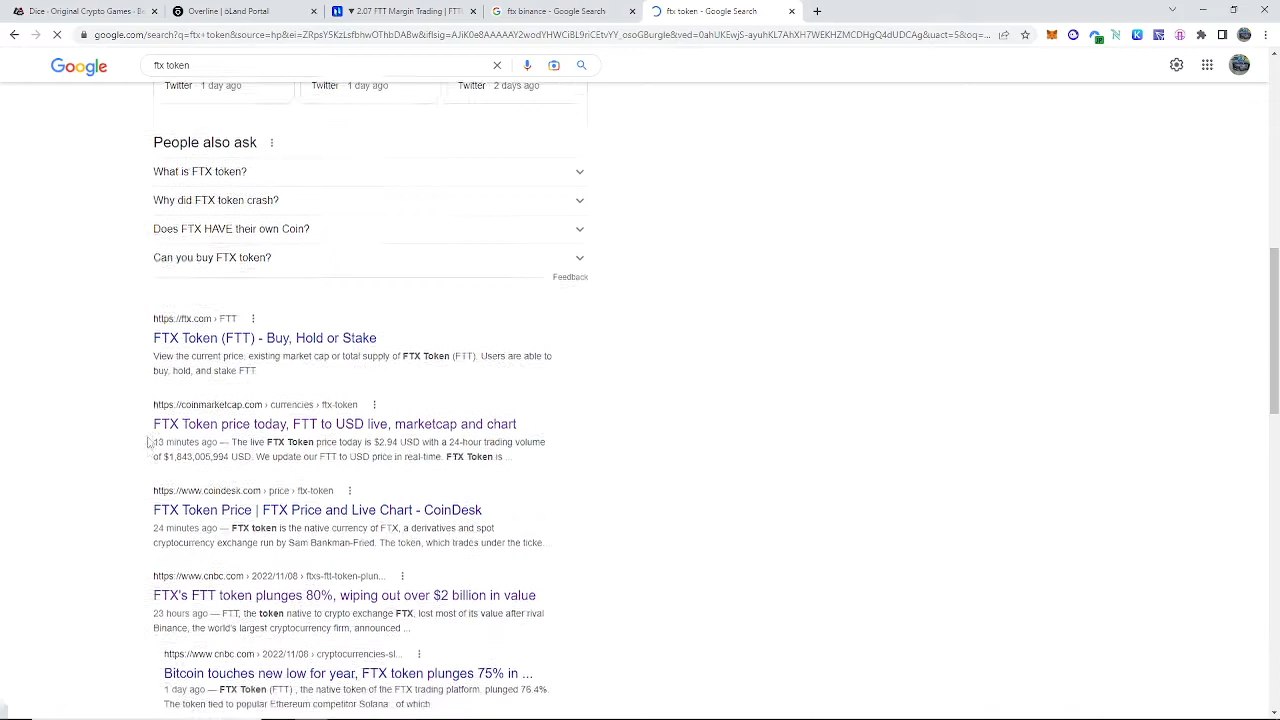 Dice - Original Crypto Games - B
Overline | óLand Portal
▼ 2.07 FTT Margin Trading | FTT/
ftx binance - Google Search
ftx token - Google Search
google.com/search?q=ftx+token&source=hp&ei=
Google
ftx token
Twitter · 1 day ago
Twitter · 1 day ago
Twitter · 2 days ago
People also ask
What is FTX token?
Why did FTX token crash?
Does FTX HAVE their own Coin?
Can you buy FTX token?
Feedback
https://ftx.com › FTT
FTX Token (FTT) - Buy, Hold or Stake
View the current price, existing market cap or total supply of FTX Token (FTT). Users are able to
buy, hold, and stake FTT.
https://coinmarketcap.com › currencies › ftx-token
FTX Token price today, FTT to USD live, marketcap and chart
13 minutes ago — The live FTX Token price today is $2.94 USD with a 24-hour trading volume
of $1,843,005,994 USD. We update our FTT to USD price in real-time. FTX Token is ...
https://www.coindesk.com › price › ftx-token
FTX Token Price | FTX Price and Live Chart - CoinDesk
24 minutes ago — FTX token is the native currency of FTX, a derivatives and spot
cryptocurrency exchange run by Sam Bankman-Fried. The token, which trades under the ticke...
https://www.cnbc.com › 2022/11/08 › ftxs-ftt-token-plun...
FTX's FTT token plunges 80%, wiping out over $2 billion in value
23 hours ago — FTT, the token native to crypto exchange FTX, lost most of its value after rival
Binance, the world's largest cryptocurrency firm, announced ...
https://www.cnbc.com › 2022/11/08 › cryptocurrencies-sl...
Bitcoin touches new low for year, FTX token plunges 75% in ...
1 day ago — FTX Token (FTT) , the native token of the FTX trading platform, plunged 76.4%.
The token tied to popular Ethereum competitor Solana, of which